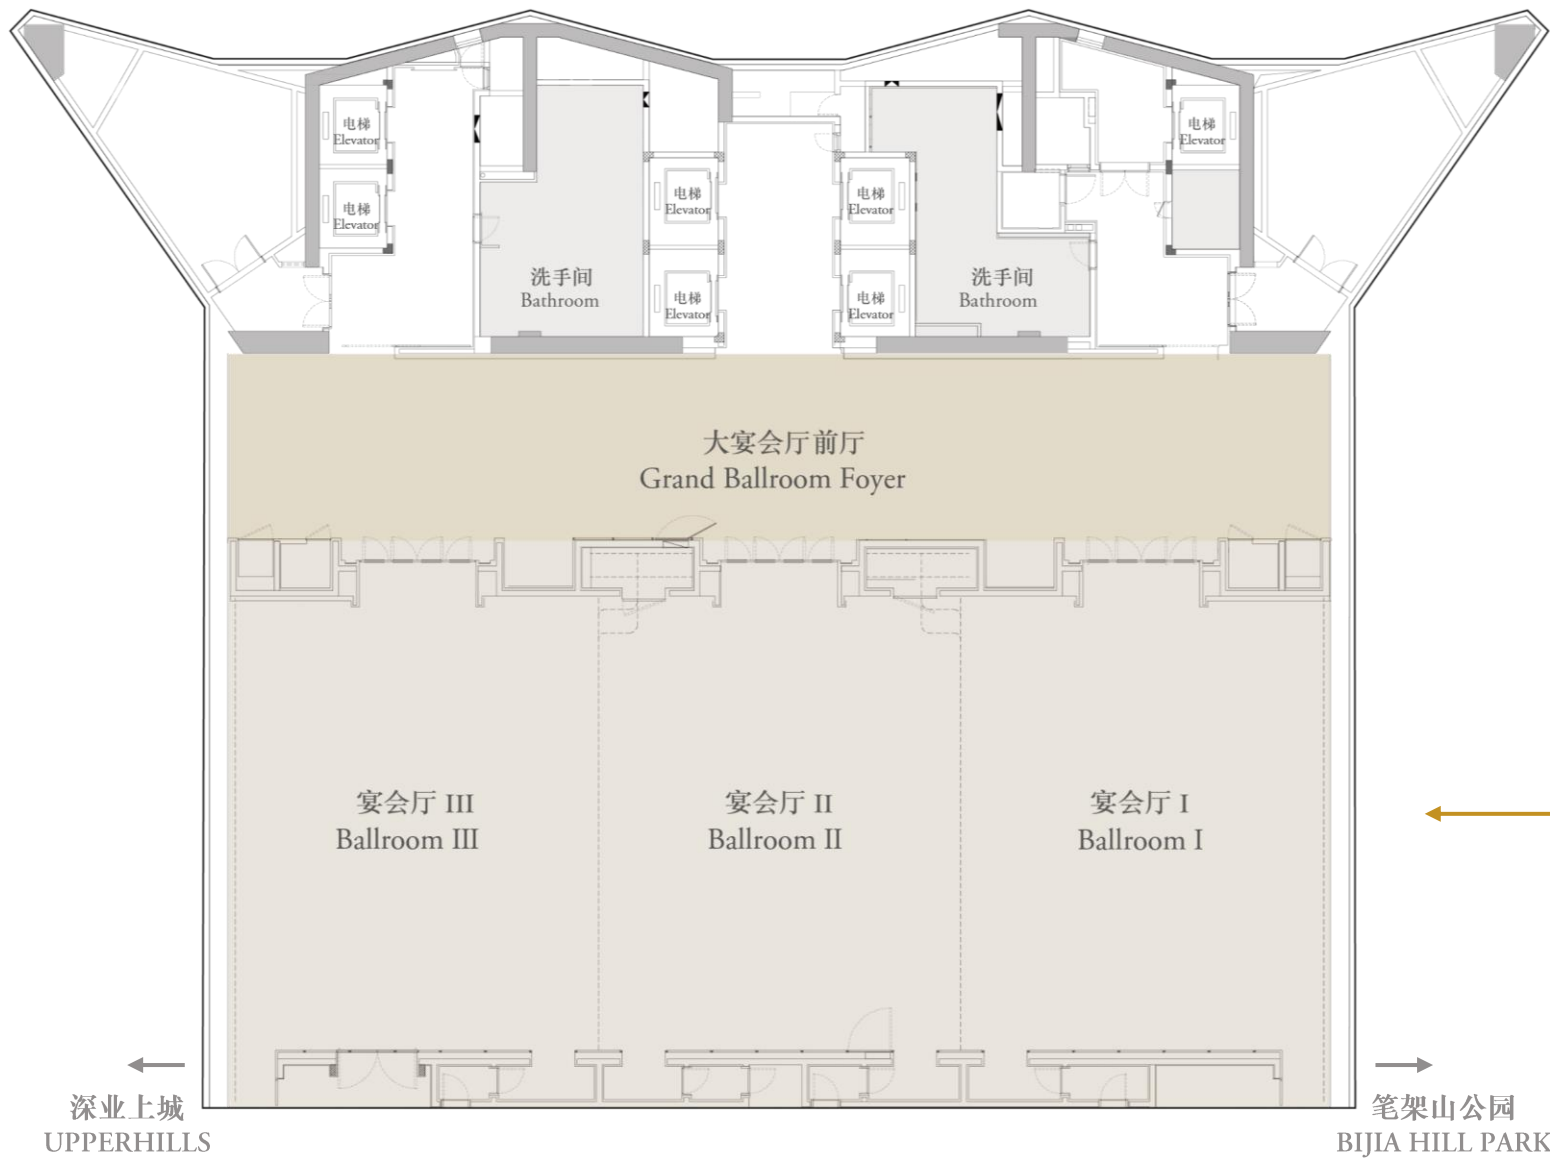 电梯
Elevator
电梯
Elevator
电梯
Elevator
电梯
Elevator
电梯
Elevator
电梯
Elevator
电梯
Elevator
洗手间
Bathroom
洗手间
Bathroom
大宴会厅前厅
Grand Ballroom Foyer
宴会厅 III
Ballroom III
宴会厅 II
Ballroom II
宴会厅 I
Ballroom I
深业上城
UPPERHILLS
笔架山公园
BIJIA HILL PARK